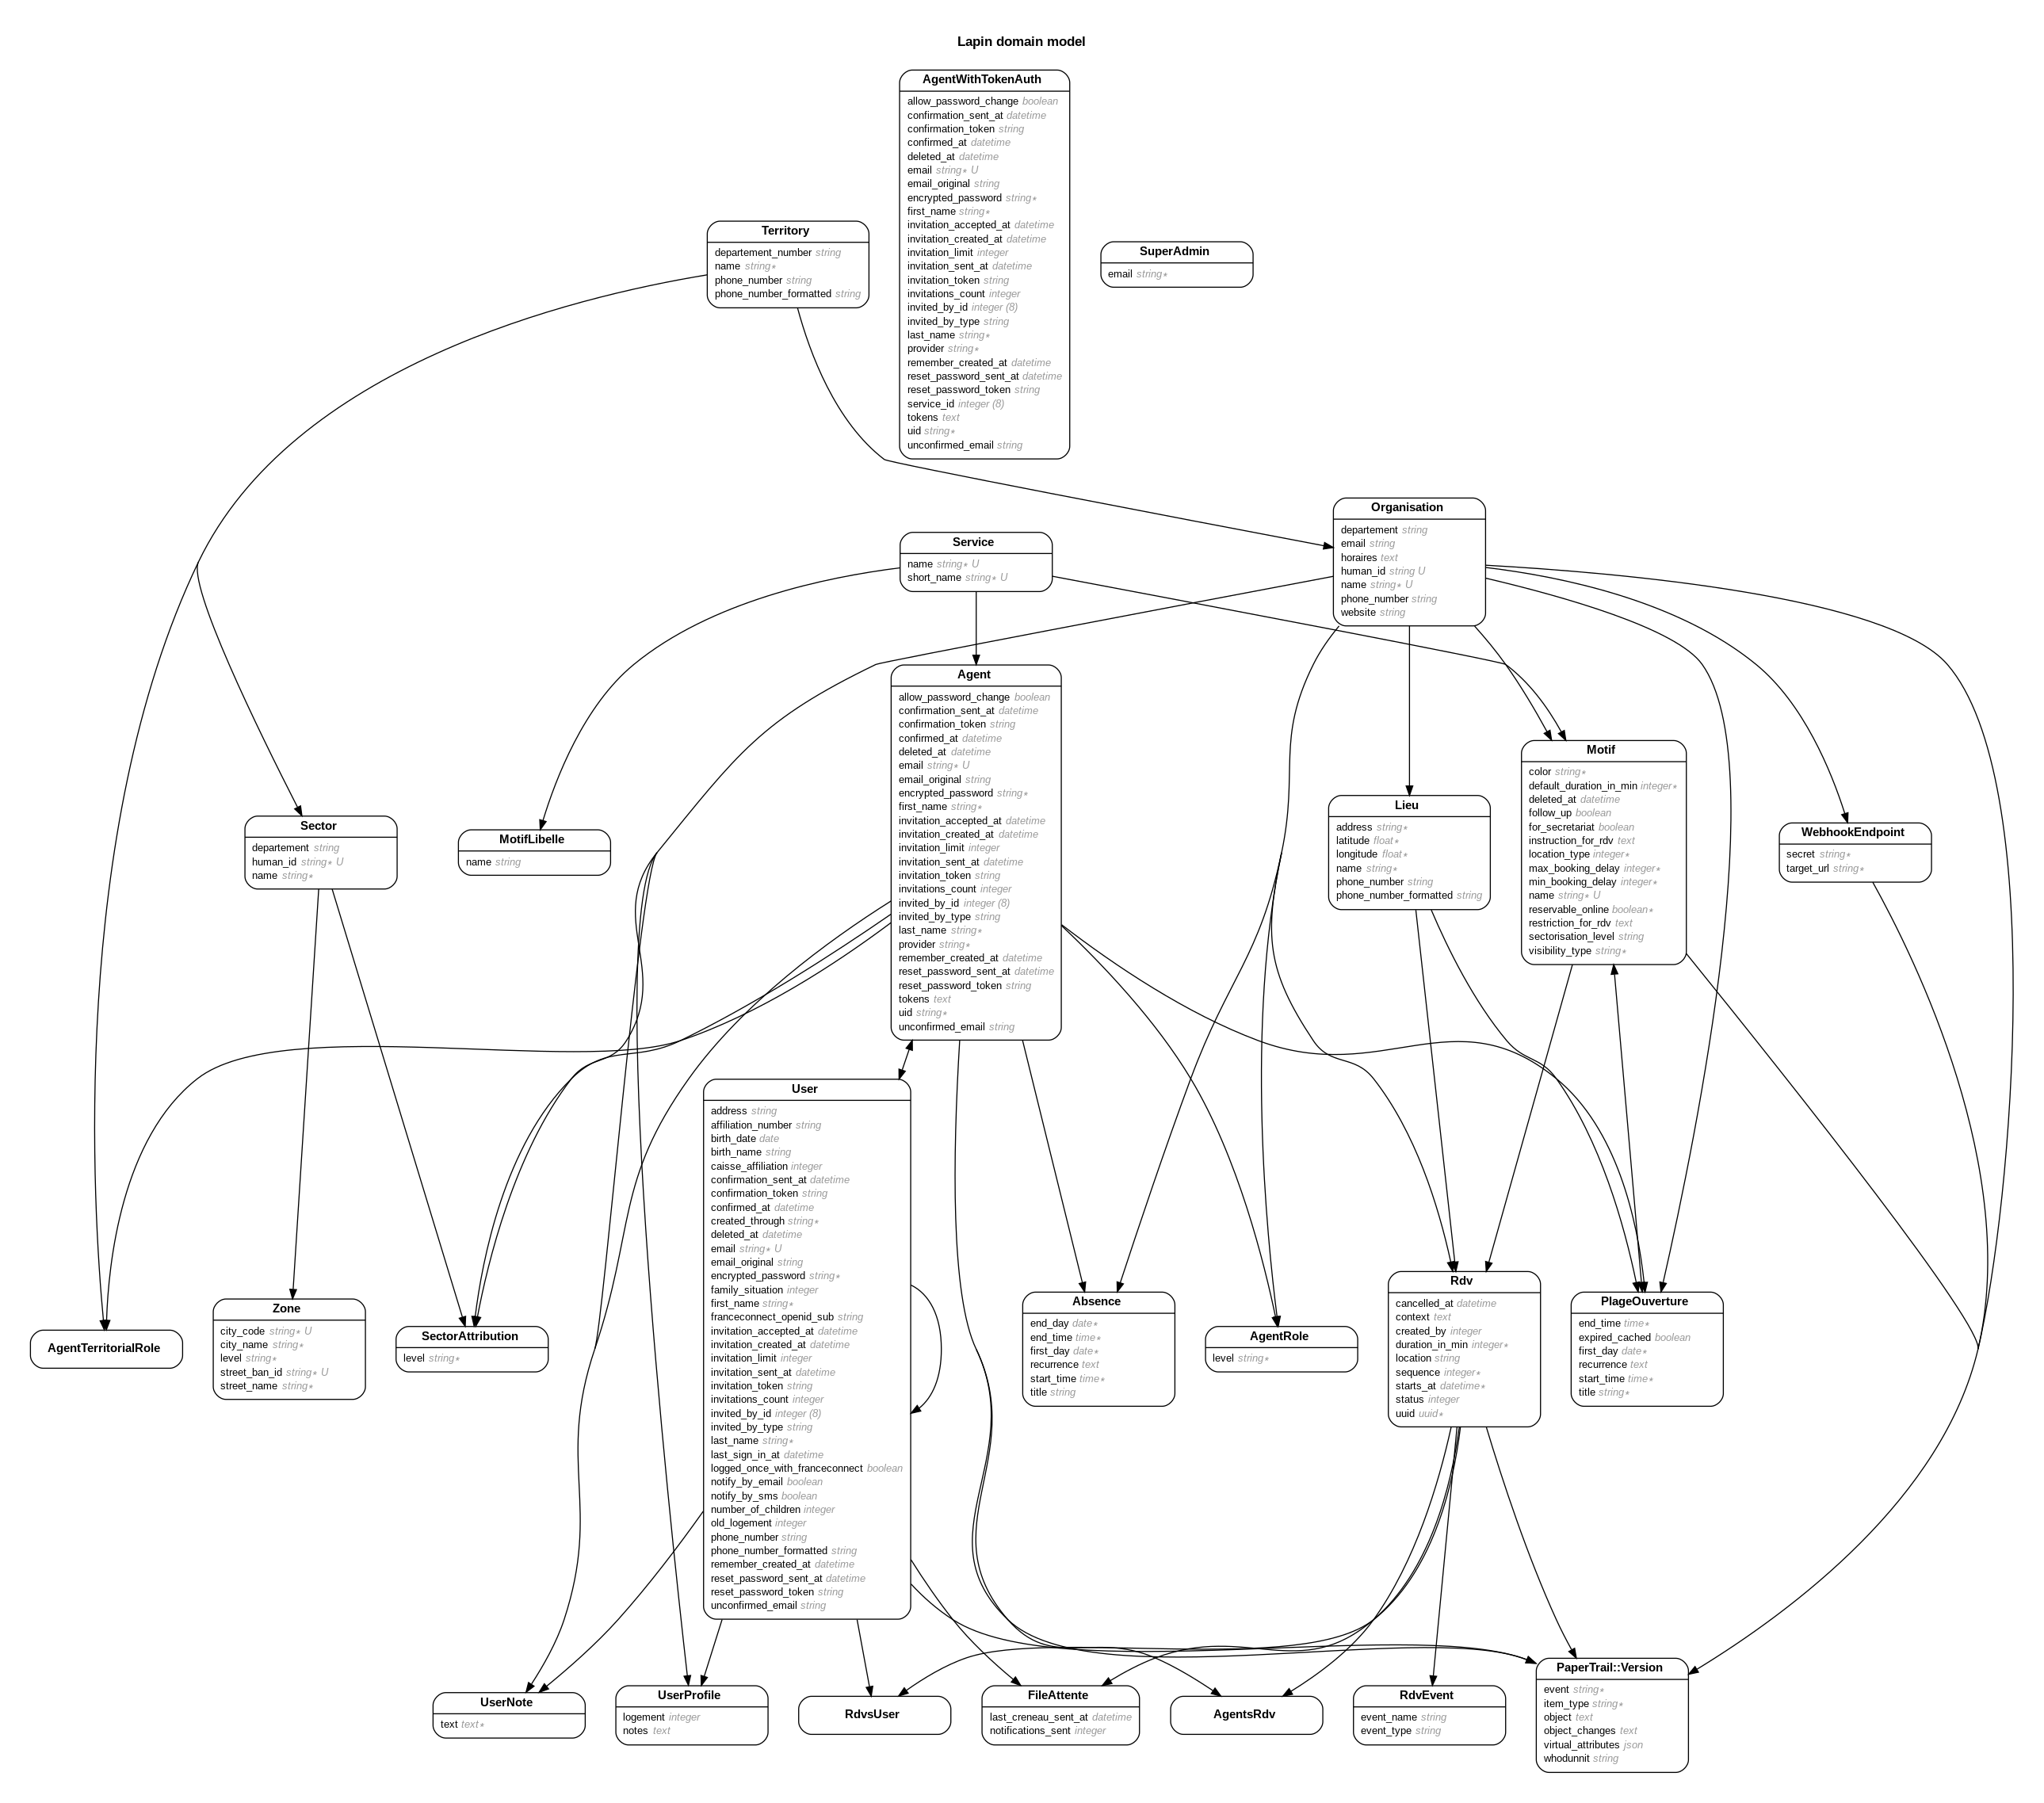 Lapin domain model
AgentWithTokenAuth
allow_password_change boolean
confirmation_sent_at datetime
confirmation_token string
confirmed_at datetime
deleted_at datetime
email string∗ U
email_original string
encrypted_password string∗
first_name string∗
invitation_accepted_at datetime
invitation_created_at datetime
invitation_limit integer
invitation_sent_at datetime
invitation_token string
invitations_count integer
invited_by_id integer (8)
invited_by_type string
last_name string∗
provider string∗
remember_created_at datetime
reset_password_sent_at datetime
reset_password_token string
service_id integer (8)
tokens text
uid string∗
unconfirmed_email string
Territory
departement_number string
name string∗
phone_number string
phone_number_formatted string
SuperAdmin
email string∗
Organisation
departement string
email string
horaires text
human_id string U
name string∗ U
phone_number string
website string
Service
name string∗ U
short_name string∗ U
Agent
allow_password_change boolean
confirmation_sent_at datetime
confirmation_token string
confirmed_at datetime
deleted_at datetime
email string∗ U
email_original string
encrypted_password string∗
first_name string∗
invitation_accepted_at datetime
invitation_created_at datetime
invitation_limit integer
invitation_sent_at datetime
invitation_token string
invitations_count integer
invited_by_id integer (8)
invited_by_type string
last_name string∗
provider string∗
remember_created_at datetime
reset_password_sent_at datetime
reset_password_token string
tokens text
uid string∗
unconfirmed_email string
Motif
color string∗
default_duration_in_min integer∗
deleted_at datetime
follow_up boolean
for_secretariat boolean
instruction_for_rdv text
location_type integer∗
max_booking_delay integer∗
min_booking_delay integer∗
name string∗ U
reservable_online boolean∗
restriction_for_rdv text
sectorisation_level string
visibility_type string∗
Lieu
address string∗
latitude float∗
longitude float∗
name string∗
phone_number string
phone_number_formatted string
WebhookEndpoint
secret string∗
target_url string∗
Sector
departement string
human_id string∗ U
name string∗
MotifLibelle
name string
User
address string
affiliation_number string
birth_date date
birth_name string
caisse_affiliation integer
confirmation_sent_at datetime
confirmation_token string
confirmed_at datetime
created_through string∗
deleted_at datetime
email string∗ U
email_original string
encrypted_password string∗
family_situation integer
first_name string∗
franceconnect_openid_sub string
invitation_accepted_at datetime
invitation_created_at datetime
invitation_limit integer
invitation_sent_at datetime
invitation_token string
invitations_count integer
invited_by_id integer (8)
invited_by_type string
last_name string∗
last_sign_in_at datetime
logged_once_with_franceconnect boolean
notify_by_email boolean
notify_by_sms boolean
number_of_children integer
old_logement integer
phone_number string
phone_number_formatted string
remember_created_at datetime
reset_password_sent_at datetime
reset_password_token string
unconfirmed_email string
AgentTerritorialRole
Zone
city_code string∗ U
city_name string∗
level string∗
street_ban_id string∗ U
street_name string∗
SectorAttribution
level string∗
Absence
end_day date∗
end_time time∗
first_day date∗
recurrence text
start_time time∗
title string
AgentRole
level string∗
Rdv
cancelled_at datetime
context text
created_by integer
duration_in_min integer∗
location string
sequence integer∗
starts_at datetime∗
status integer
uuid uuid∗
PlageOuverture
end_time time∗
expired_cached boolean
first_day date∗
recurrence text
start_time time∗
title string∗
UserNote
text text∗
UserProfile
logement integer
notes text
RdvsUser
FileAttente
last_creneau_sent_at datetime
notifications_sent integer
AgentsRdv
RdvEvent
event_name string
event_type string
PaperTrail::Version
event string∗
item_type string∗
object text
object_changes text
virtual_attributes json
whodunnit string